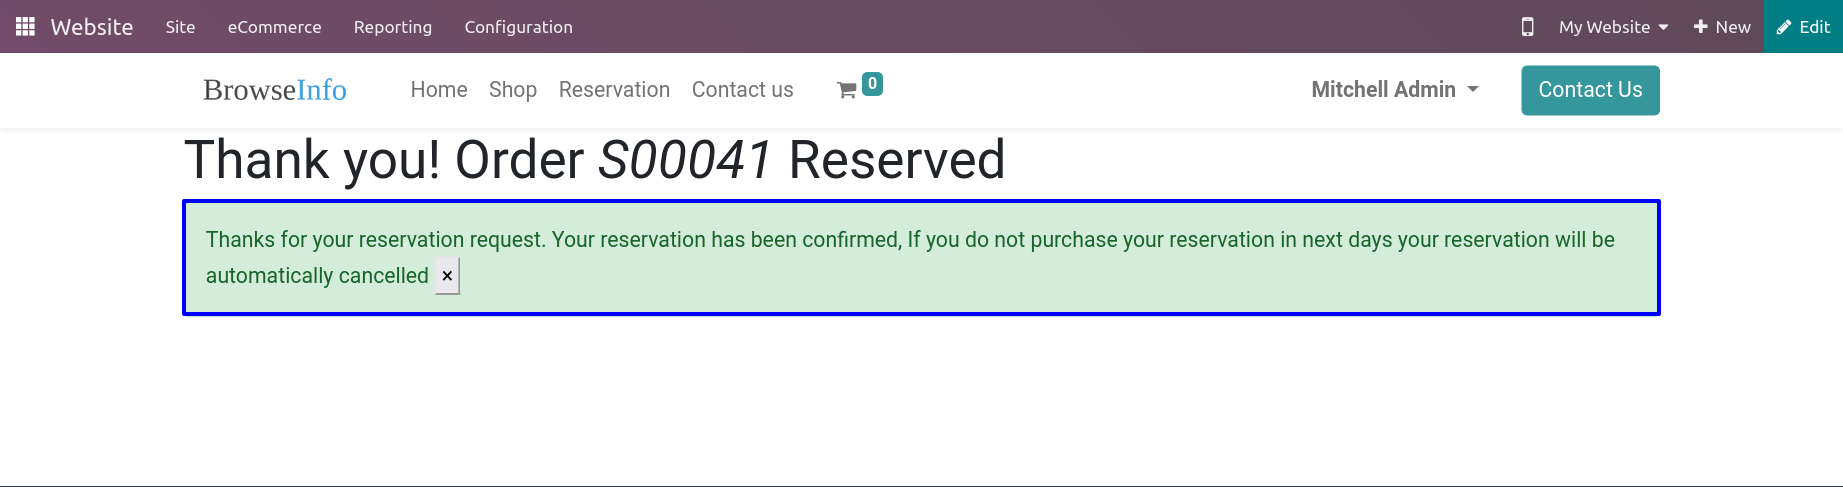 Website Site eCommerce Reporting Configuration My Website New Edit
BrowseInfo Home Shop Reservation Contact us 0 Mitchell Admin Contact Us
Thank you! Order S00041 Reserved
Thanks for your reservation request. Your reservation has been confirmed, If you do not purchase your reservation in next days your reservation will be
automatically cancelled ×